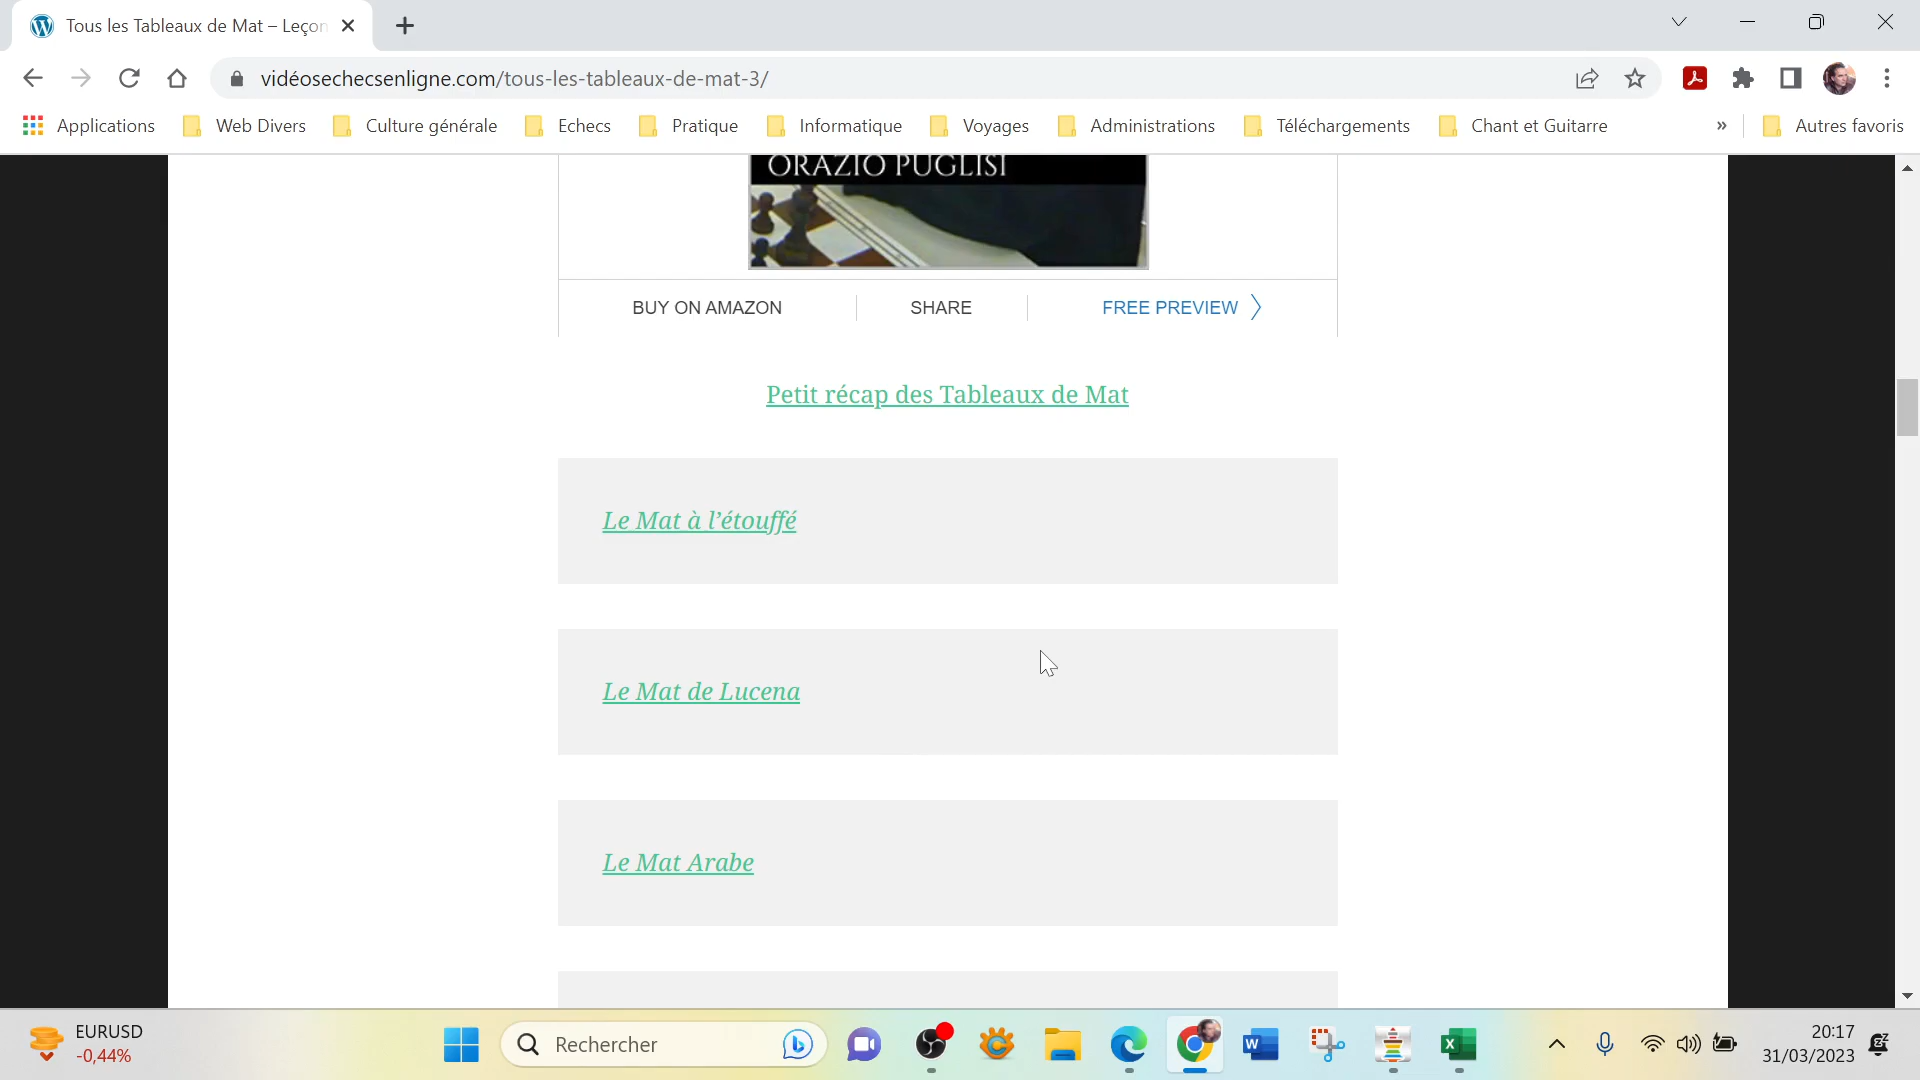 Tous les Tableaux de Mat – Leçon
vidéosechecsenligne.com/tous-les-tableaux-de-mat-3/
Applications Web Divers Culture générale Echecs Pratique Informatique Voyages Administrations Téléchargements Chant et Guitarre » Autres favoris
ORAZIO PUGLISI
BUY ON AMAZON SHARE FREE PREVIEW
Petit récap des Tableaux de Mat
Le Mat à l’étouffé
Le Mat de Lucena
Le Mat Arabe
EURUSD
-0,44%
Rechercher
20:17
31/03/2023